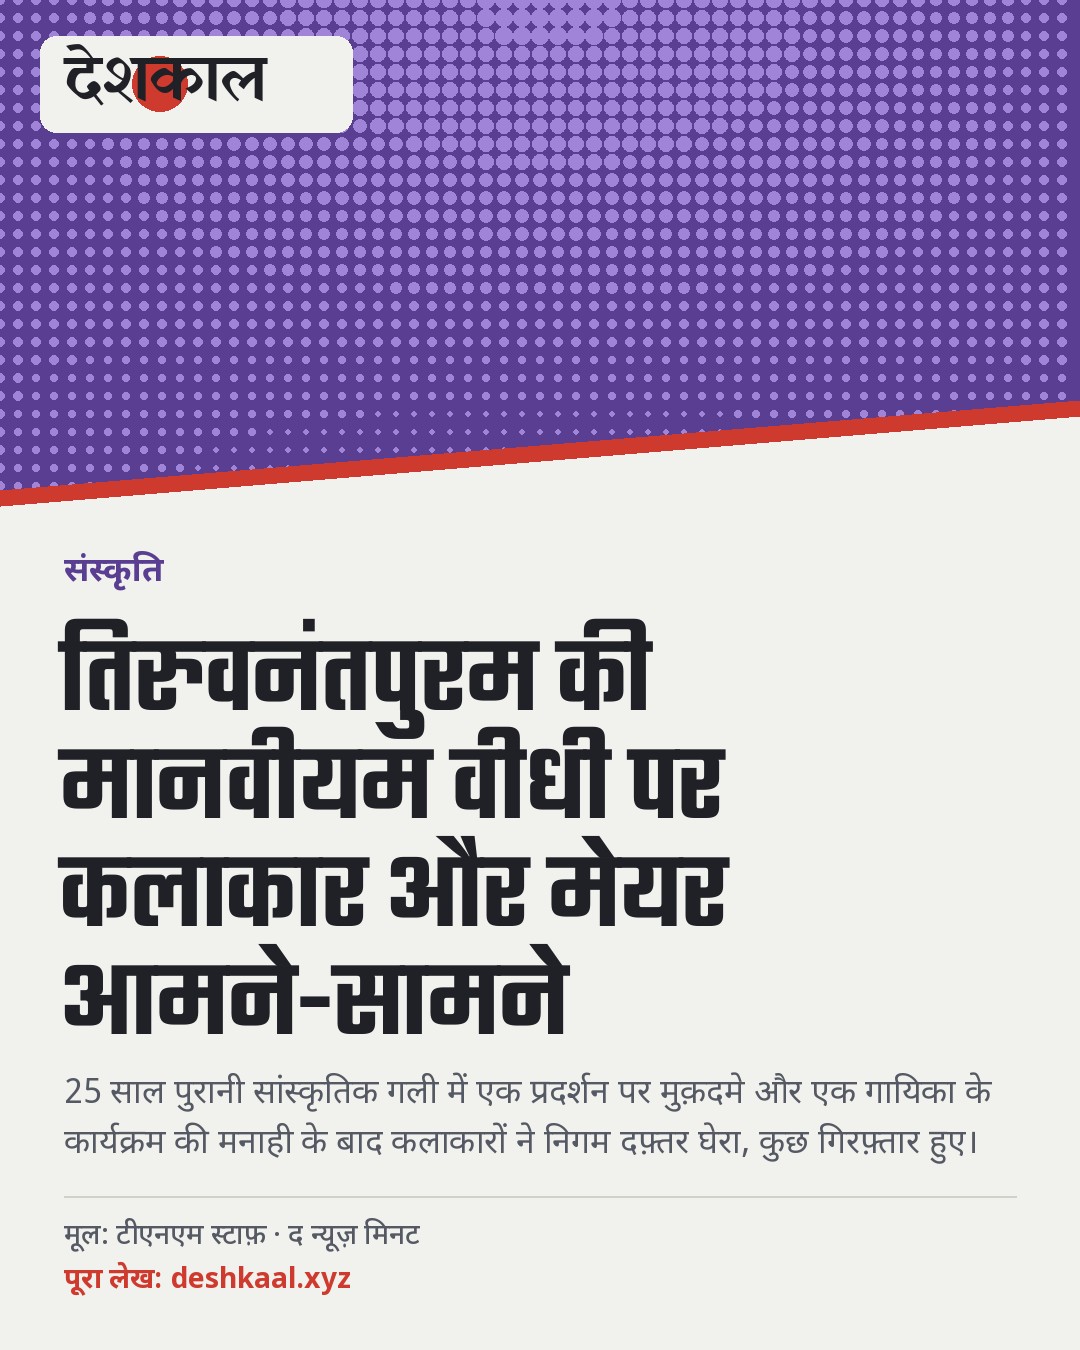 देशकाल
संस्कृति
तिरुवनंतपुरम की
मानवीयम वीधी पर
कलाकार और मेयर
आमने-सामने
25 साल पुरानी सांस्कृतिक गली में एक प्रदर्शन पर मुक़दमे और एक गायिका के
कार्यक्रम की मनाही के बाद कलाकारों ने निगम दफ़्तर घेरा, कुछ गिरफ़्तार हुए।
मूल: टीएनएम स्टाफ़ · द न्यूज़ मिनट
पूरा लेख: deshkaal.xyz